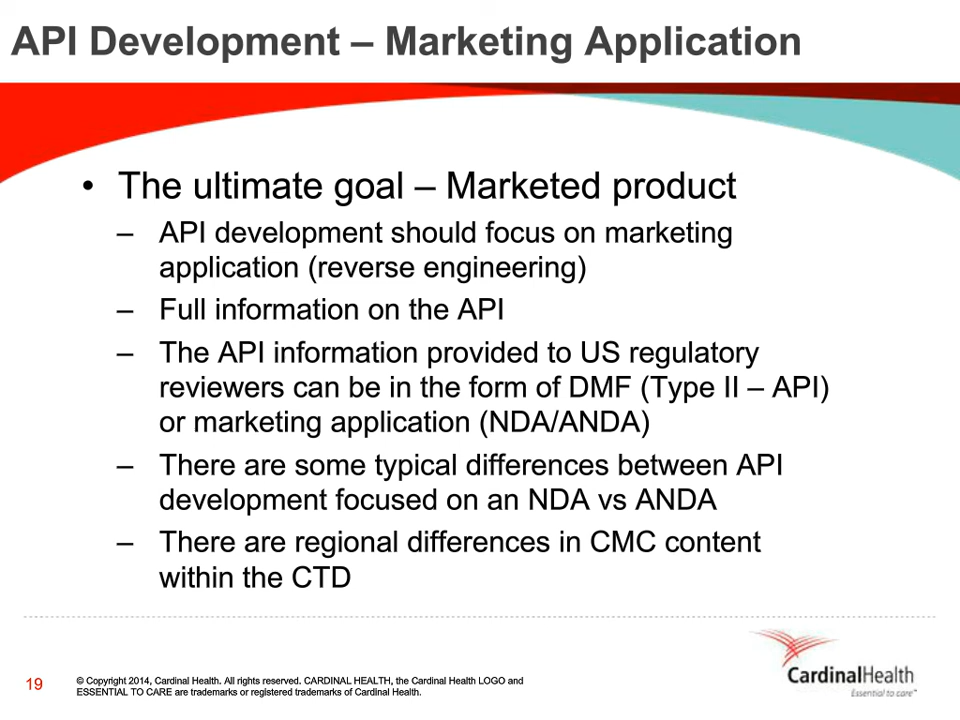 API Development – Marketing Application
• The ultimate goal – Marketed product
– API development should focus on marketing
application (reverse engineering)
– Full information on the API
– The API information provided to US regulatory
reviewers can be in the form of DMF (Type II – API)
or marketing application (NDA/ANDA)
– There are some typical differences between API
development focused on an NDA vs ANDA
– There are regional differences in CMC content
within the CTD
19
© Copyright 2014, Cardinal Health. All rights reserved. CARDINAL HEALTH, the Cardinal Health LOGO and
ESSENTIAL TO CARE are trademarks or registered trademarks of Cardinal Health.
CardinalHealth
Essential to care™